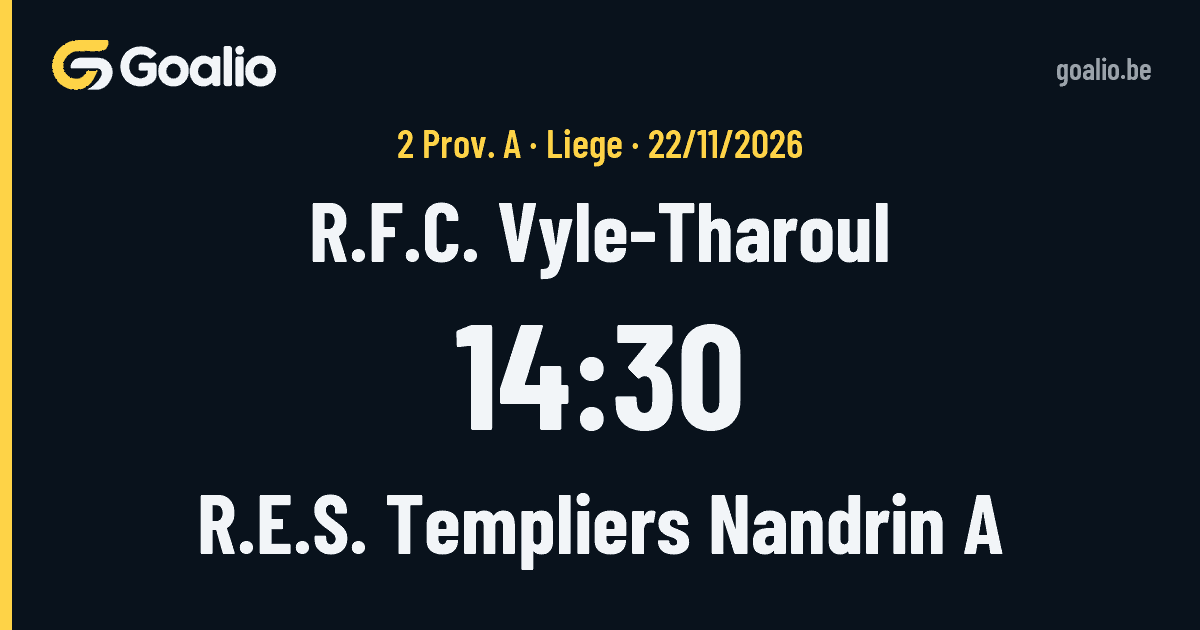 Goalio
goalio.be
2 Prov. A · Liege · 22/11/2026
R.F.C. Vyle-Tharoul
14:30
R.E.S. Templiers Nandrin A